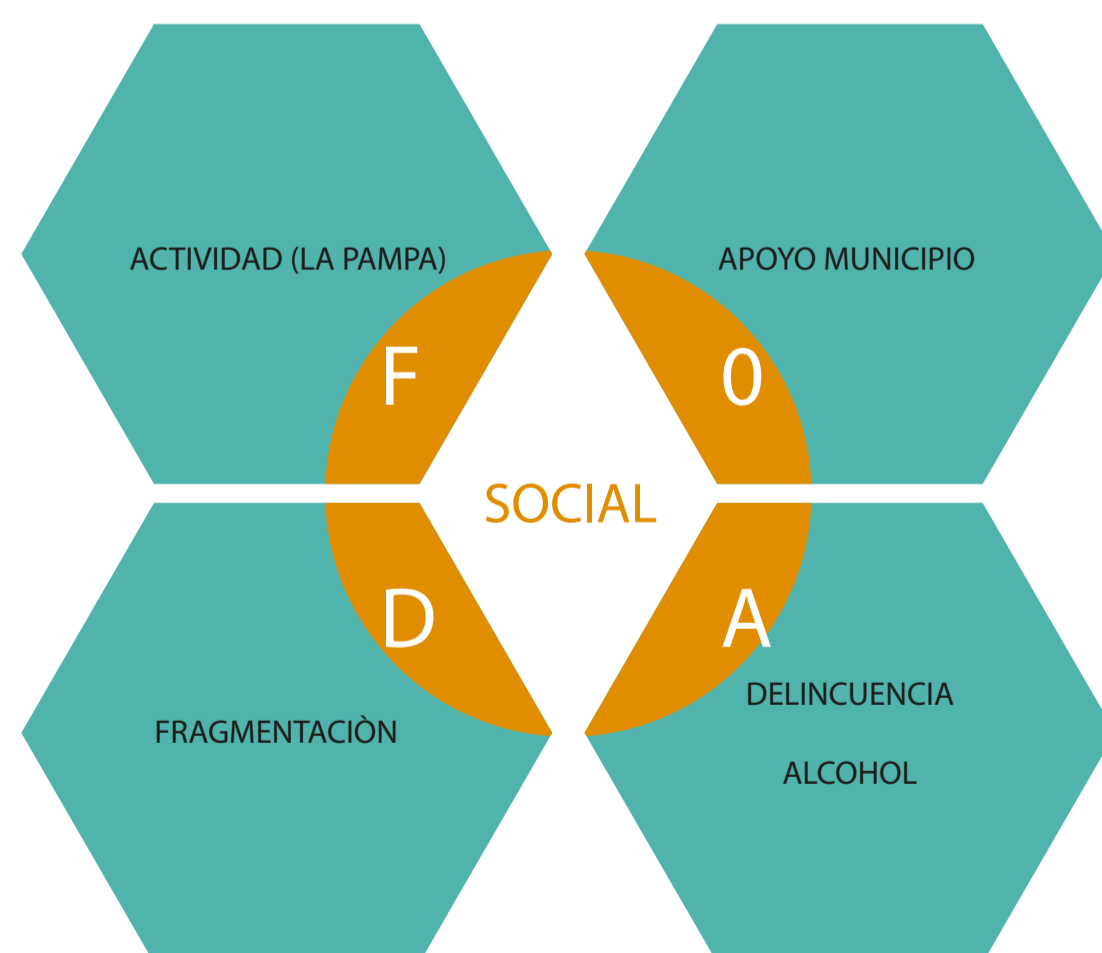 ACTIVIDAD (LA PAMPA)
APOYO MUNICIPIO
F
0
SOCIAL
D
A
FRAGMENTACIÒN
DELINCUENCIA
ALCOHOL